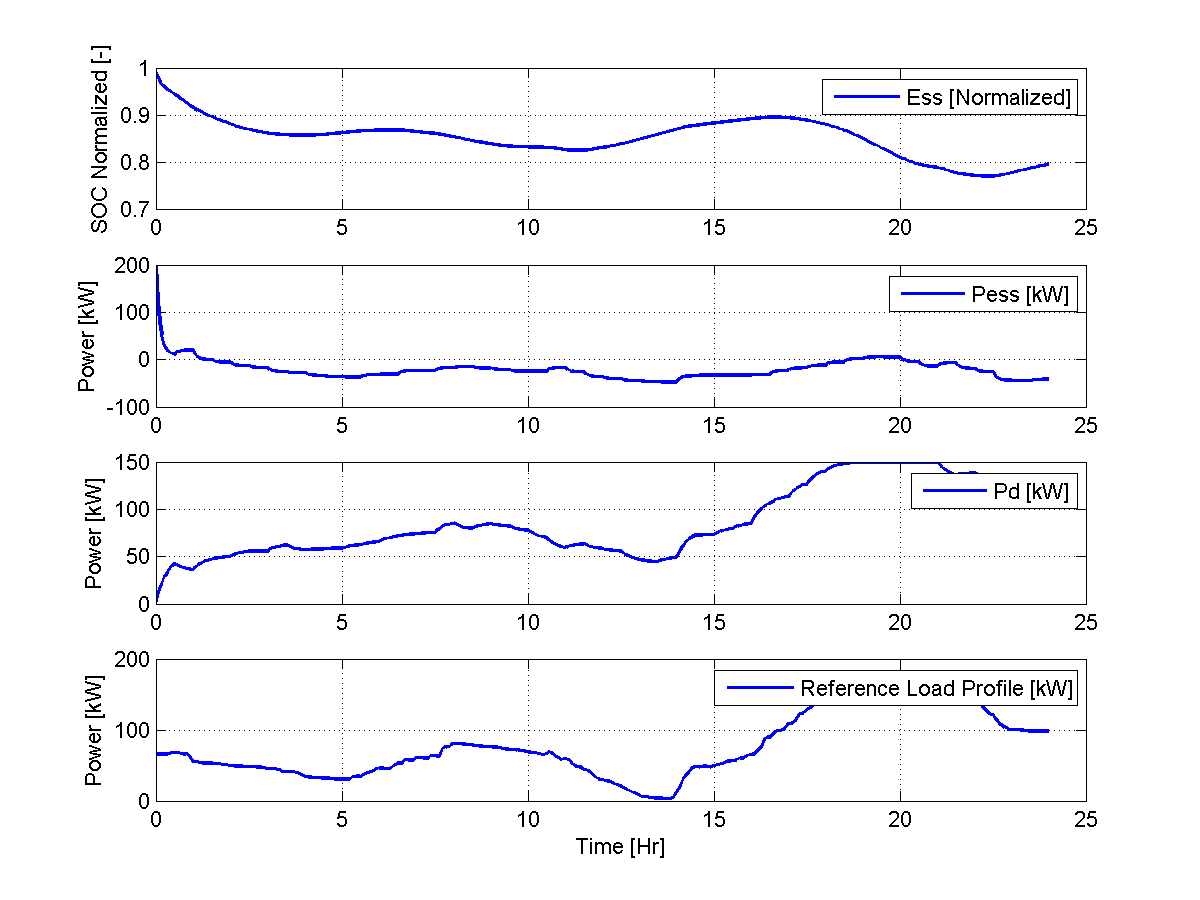 SOC Normalized [-]
1
0.9
0.8
0.7
0 5 10 15 20 25
Ess [Normalized]
Power [kW]
200
100
0
-100
0 5 10 15 20 25
Pess [kW]
Power [kW]
150
100
50
0
0 5 10 15 20 25
Pd [kW]
Power [kW]
200
100
0
0 5 10 15 20 25
Reference Load Profile [kW]
Time [Hr]